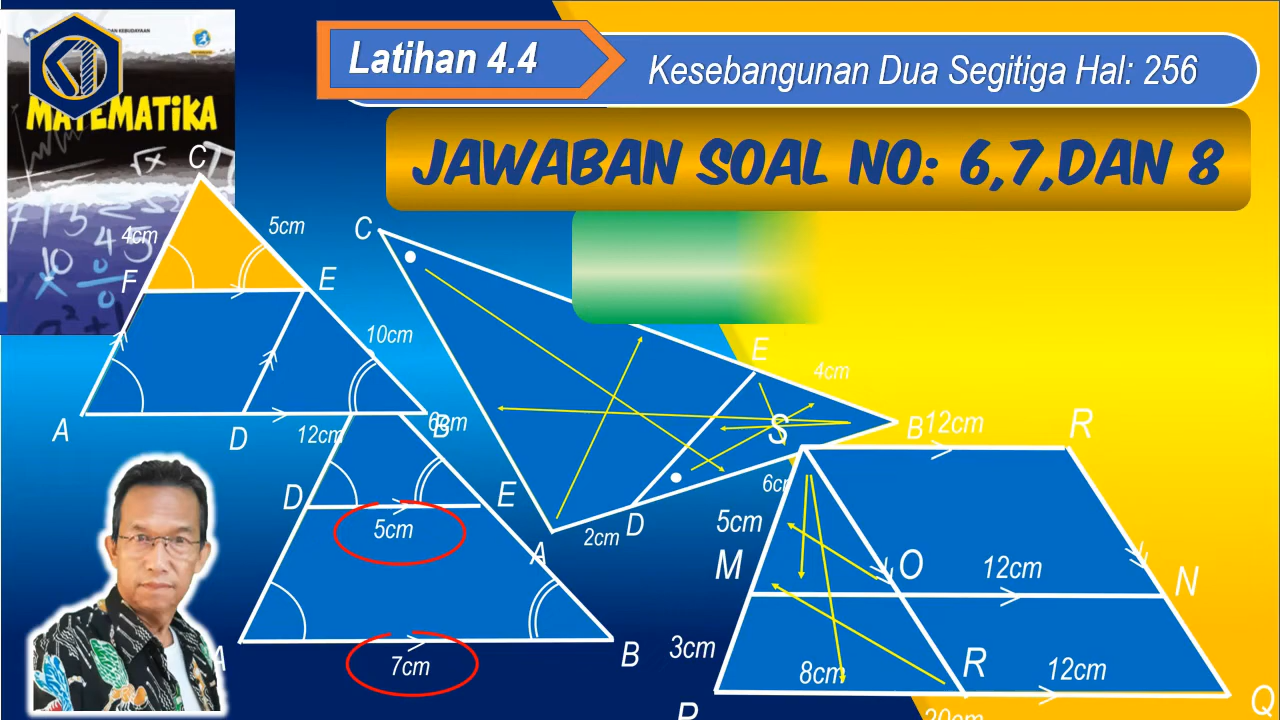 Latihan 4.4
Kesebangunan Dua Segitiga Hal: 256
MATEMATIKA
JAWABAN SOAL NO: 6,7,DAN 8
C
4cm
5cm
F
E
10cm
A
D
12cm
B
C
E
4cm
B
6cm
A
2cm
D
D
E
5cm
A
B
7cm
S
12cm
R
5cm
M
O
12cm
N
3cm
8cm
R
12cm
P
20cm
Q